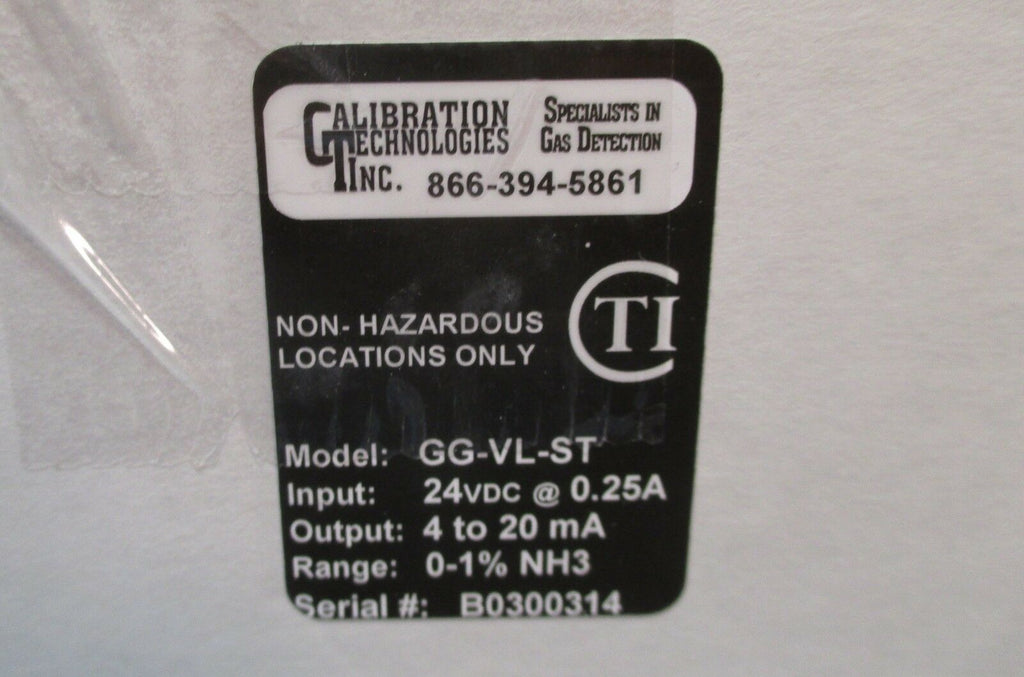 CALIBRATION
TECHNOLOGIES
INC.
SPECIALISTS IN
GAS DETECTION
866-394-5861
CTI
NON- HAZARDOUS
LOCATIONS ONLY
Model: GG-VL-ST
Input: 24VDC @ 0.25A
Output: 4 to 20 mA
Range: 0-1% NH3
Serial #: B0300314